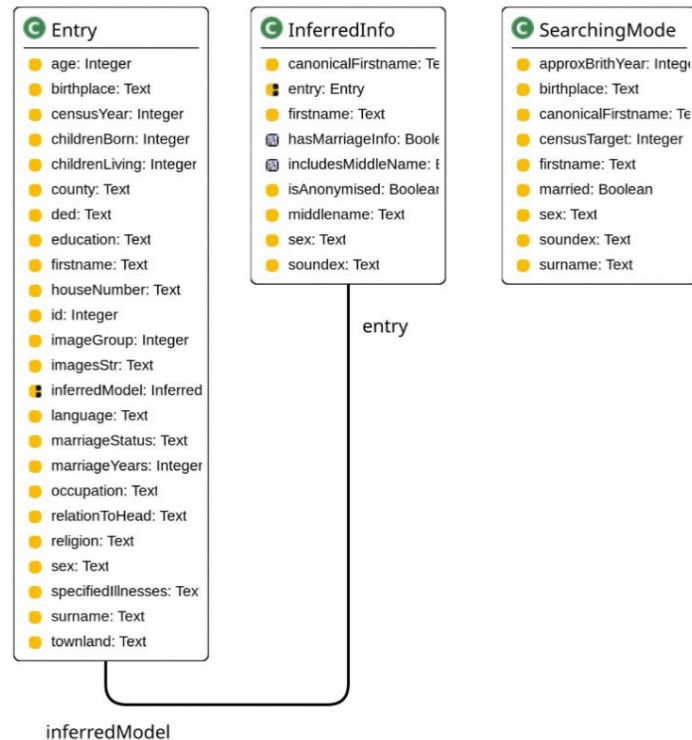 C Entry
age: Integer
birthplace: Text
censusYear: Integer
childrenBorn: Integer
childrenLiving: Integer
county: Text
ded: Text
education: Text
firstname: Text
houseNumber: Text
id: Integer
imageGroup: Integer
imagesStr: Text
inferredModel: Inferred
language: Text
marriageStatus: Text
marriageYears: Integer
occupation: Text
relationToHead: Text
religion: Text
sex: Text
specifiedIllnesses: Tex
surname: Text
townland: Text
C InferredInfo
canonicalFirstname: Te
entry: Entry
firstname: Text
hasMarriageInfo: Boole
includesMiddleName: 
isAnonymised: Boolear
middlename: Text
sex: Text
soundex: Text
C SearchingMode
approxBrithYear: Intege
birthplace: Text
canonicalFirstname: Te
censusTarget: Integer
firstname: Text
married: Boolean
sex: Text
soundex: Text
surname: Text
entry
inferredModel